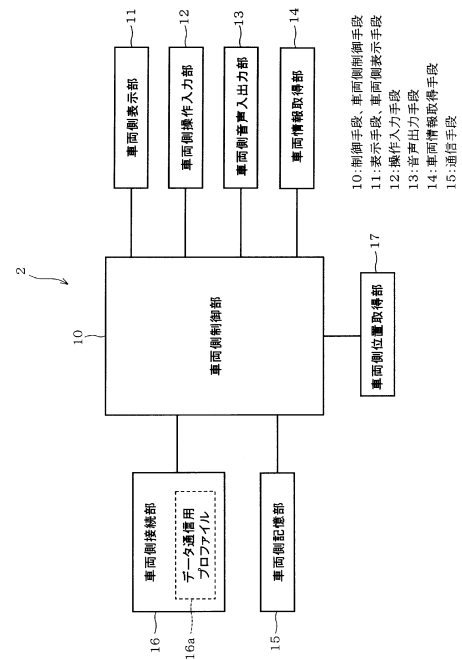 2
10
車両側制御部
車両側表示部
11
車両側操作入力部
12
車両側音声入出力部
13
車両情報取得部
14
車両側接続部
データ通信用
プロファイル
16
16a
車両側記憶部
15
車両側位置取得部
17
10:制御手段、車両側制御手段
11:表示手段、車両側表示手段
12:操作入力手段
13:音声出力手段
14:車両情報取得手段
15:通信手段